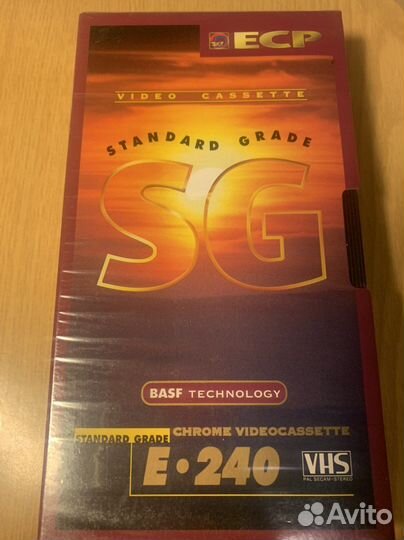 ECP
VIDEO CASSETTE
STANDARD GRADE
SG
BASF TECHNOLOGY
CHROME VIDEOCASSETTE
STANDARD GRADE
E•240
VHS
PAL SECAM-STEREO
Avito